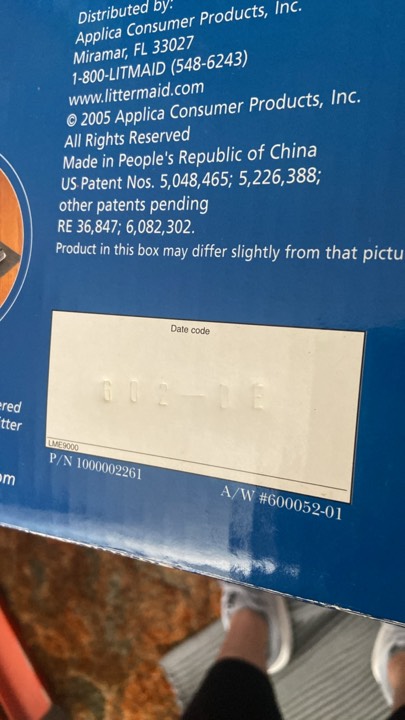 Distributed by:
Applica Consumer Products, Inc.
Miramar, FL 33027
1-800-LITMAID (548-6243)
www.littermaid.com
© 2005 Applica Consumer Products, Inc.
All Rights Reserved
Made in People's Republic of China
US Patent Nos. 5,048,465; 5,226,388;
other patents pending
RE 36,847; 6,082,302.
Product in this box may differ slightly from that pictu
Date code
ered
tter
LME9000
P/N 1000002261
om
A/W #600052-01